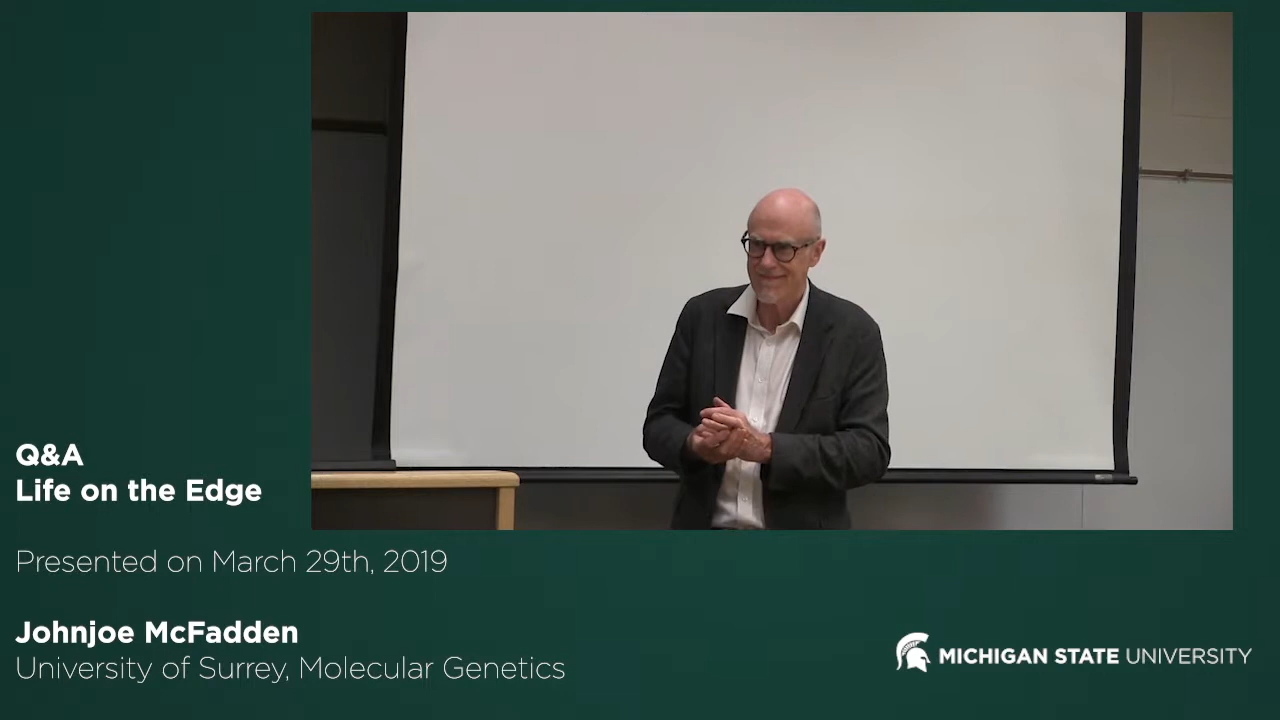 Q&A
Life on the Edge
Presented on March 29th, 2019
Johnjoe McFadden
University of Surrey, Molecular Genetics
MICHIGAN STATE UNIVERSITY